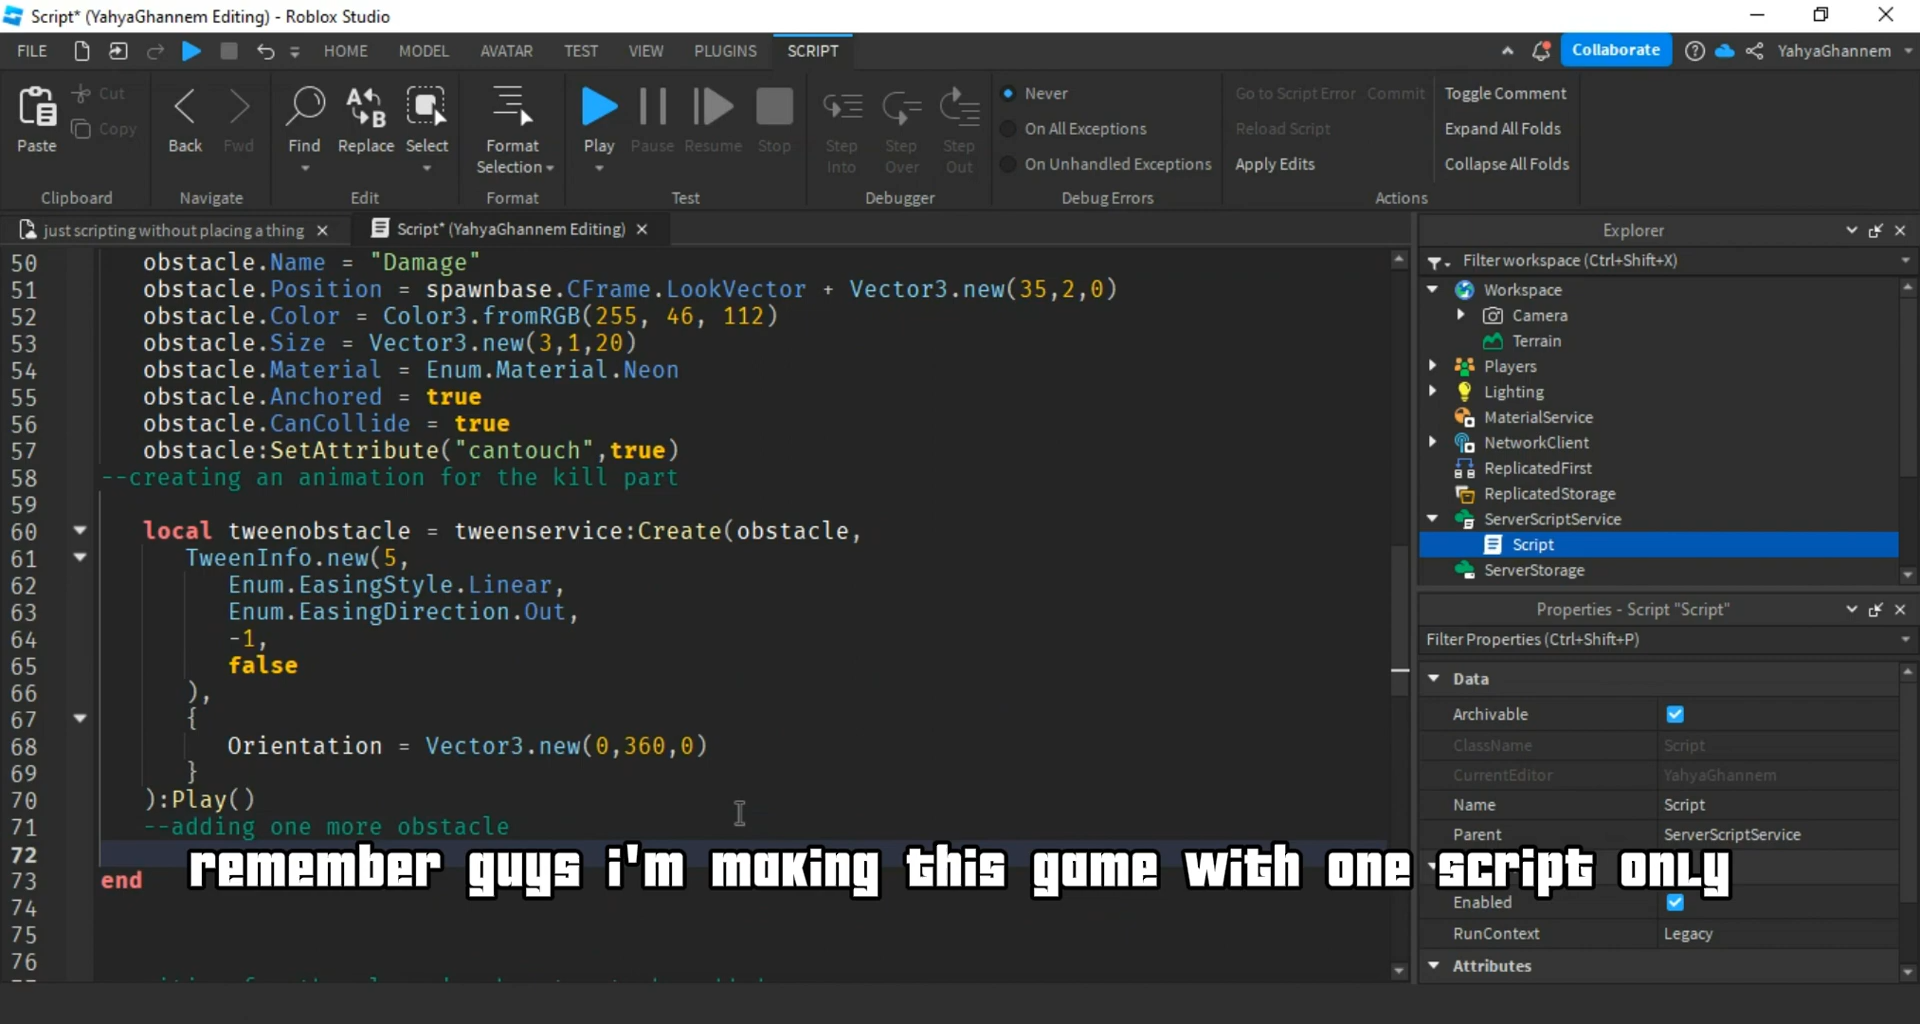 Script* (YahyaGhannem Editing) - Roblox Studio
FILE HOME MODEL AVATAR TEST VIEW PLUGINS SCRIPT Collaborate YahyaGhannem
Paste Cut Copy Back Fwd Find Replace Select Format Selection Play Pause Resume Stop Step Into Step Over Step Out
Never
On All Exceptions
On Unhandled Exceptions
Go to Script Error Commit
Reload Script
Apply Edits
Toggle Comment
Expand All Folds
Collapse All Folds
Clipboard Navigate Edit Format Test Debugger Debug Errors Actions
just scripting without placing a thing Script* (YahyaGhannem Editing)
50 obstacle.Name = "Damage"
51 obstacle.Position = spawnbase.CFrame.LookVector + Vector3.new(35,2,0)
52 obstacle.Color = Color3.fromRGB(255, 46, 112)
53 obstacle.Size = Vector3.new(3,1,20)
54 obstacle.Material = Enum.Material.Neon
55 obstacle.Anchored = true
56 obstacle.CanCollide = true
57 obstacle:SetAttribute("cantouch",true)
58 --creating an animation for the kill part
59
60 local tweenobstacle = tweenservice:Create(obstacle,
61 TweenInfo.new(5,
62 Enum.EasingStyle.Linear,
63 Enum.EasingDirection.Out,
64 -1,
65 false
66 ),
67 {
68 Orientation = Vector3.new(0,360,0)
69 }
70 ):Play()
71 --adding one more obstacle
72
73 end
74
75
76
remember guys i'm making this game with one script only
Explorer
Filter workspace (Ctrl+Shift+X)
Workspace
Camera
Terrain
Players
Lighting
MaterialService
NetworkClient
ReplicatedFirst
ReplicatedStorage
ServerScriptService
Script
ServerStorage
Properties - Script "Script"
Filter Properties (Ctrl+Shift+P)
Data
Archivable
ClassName Script
CurrentEditor YahyaGhannem
Name Script
Parent ServerScriptService
Enabled
RunContext Legacy
Attributes